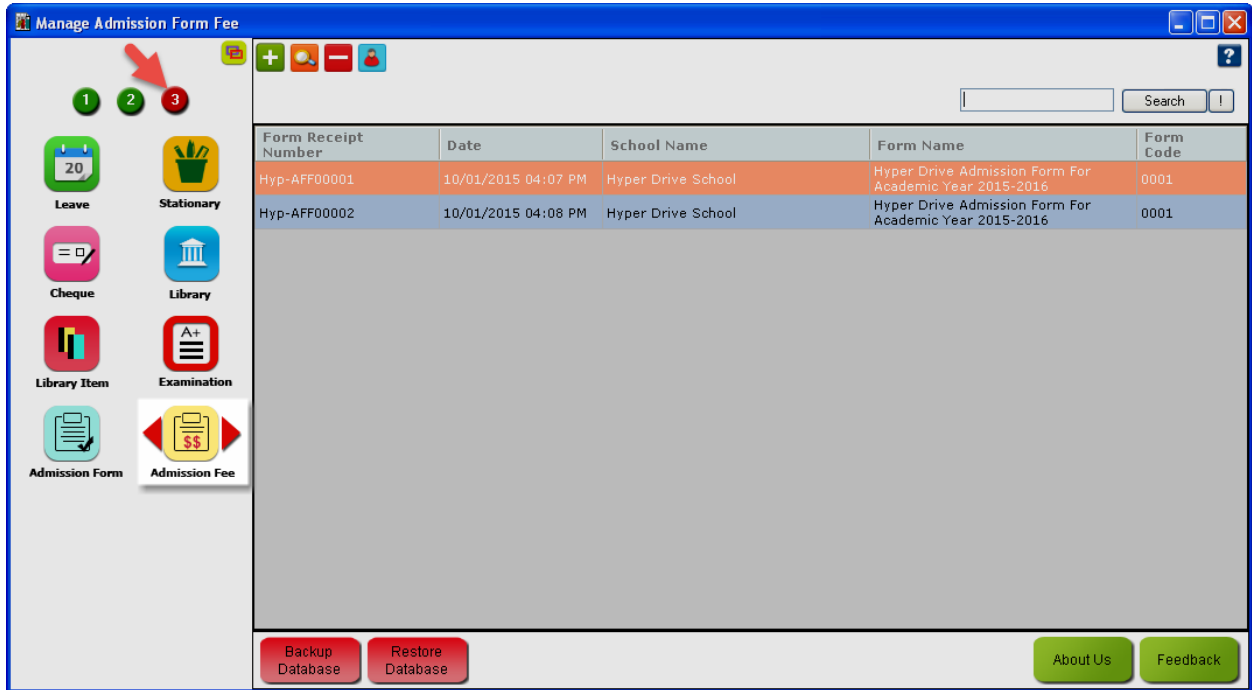 Manage Admission Form Fee
1 2 3
20
Leave
Stationary
Cheque
Library
A+
Library Item
Examination
$$
Admission Form
Admission Fee
?
Search !
Form Receipt
Number
Date
School Name
Form Name
Form
Code
Hyp-AFF00001 10/01/2015 04:07 PM Hyper Drive School
Hyper Drive Admission Form For
Academic Year 2015-2016
0001
Hyp-AFF00002 10/01/2015 04:08 PM Hyper Drive School
Hyper Drive Admission Form For
Academic Year 2015-2016
0001
Backup
Database
Restore
Database
About Us
Feedback